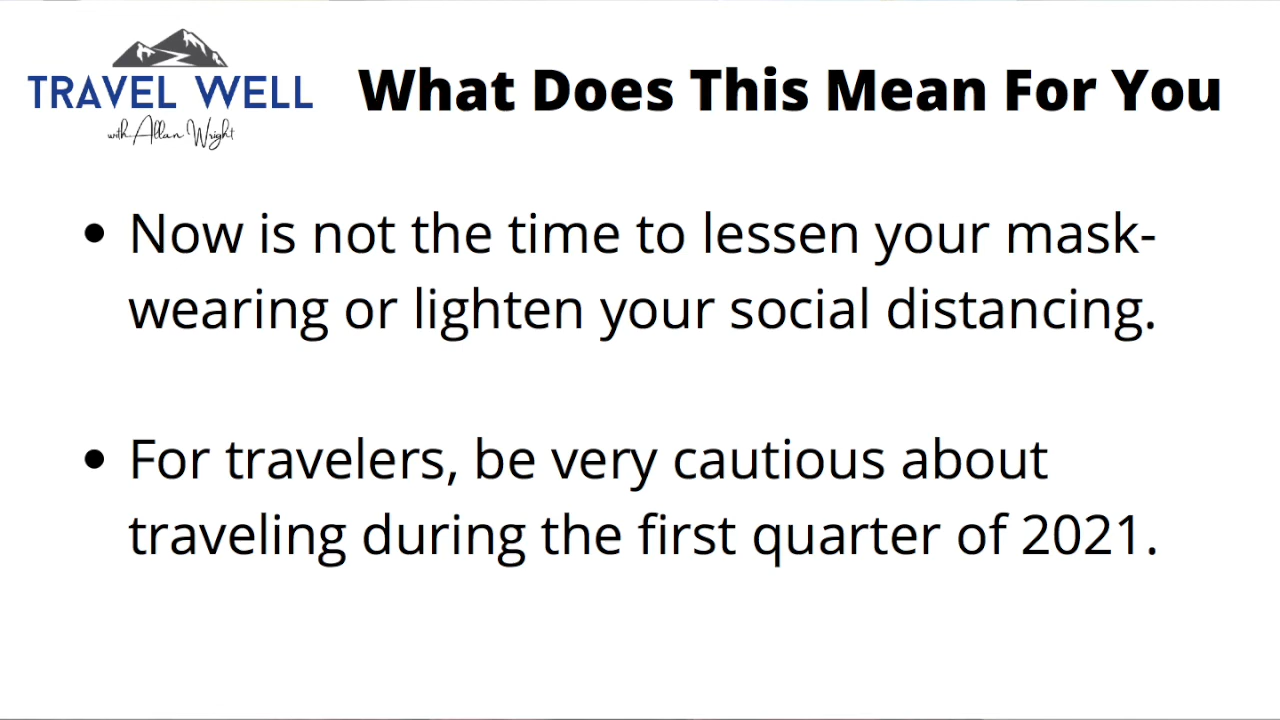 TRAVEL WELL
with Allan Wright
What Does This Mean For You
• Now is not the time to lessen your mask-
wearing or lighten your social distancing.
• For travelers, be very cautious about
traveling during the first quarter of 2021.